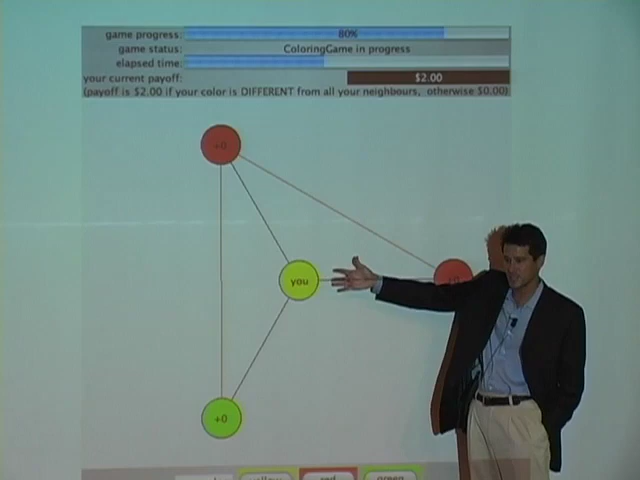 game progress: 80%
game status: ColoringGame in progress
elapsed time:
your current payoff: $2.00
(payoff is $2.00 if your color is DIFFERENT from all your neighbours, otherwise $0.00)
+0
you
+0
+0
yellow red green